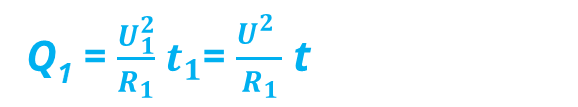 Q₁ = U₁²/R₁ t₁= U²/R₁ t